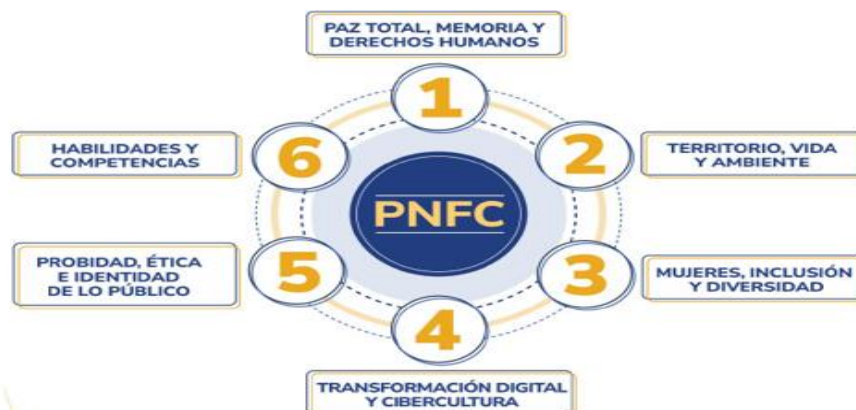 PAZ TOTAL, MEMORIA Y
DERECHOS HUMANOS
1
2
TERRITORIO, VIDA
Y AMBIENTE
3
MUJERES, INCLUSIÓN
Y DIVERSIDAD
4
TRANSFORMACIÓN DIGITAL
Y CIBERCULTURA
5
PROBIDAD, ÉTICA
E IDENTIDAD
DE LO PÚBLICO
6
HABILIDADES Y
COMPETENCIAS
PNFC